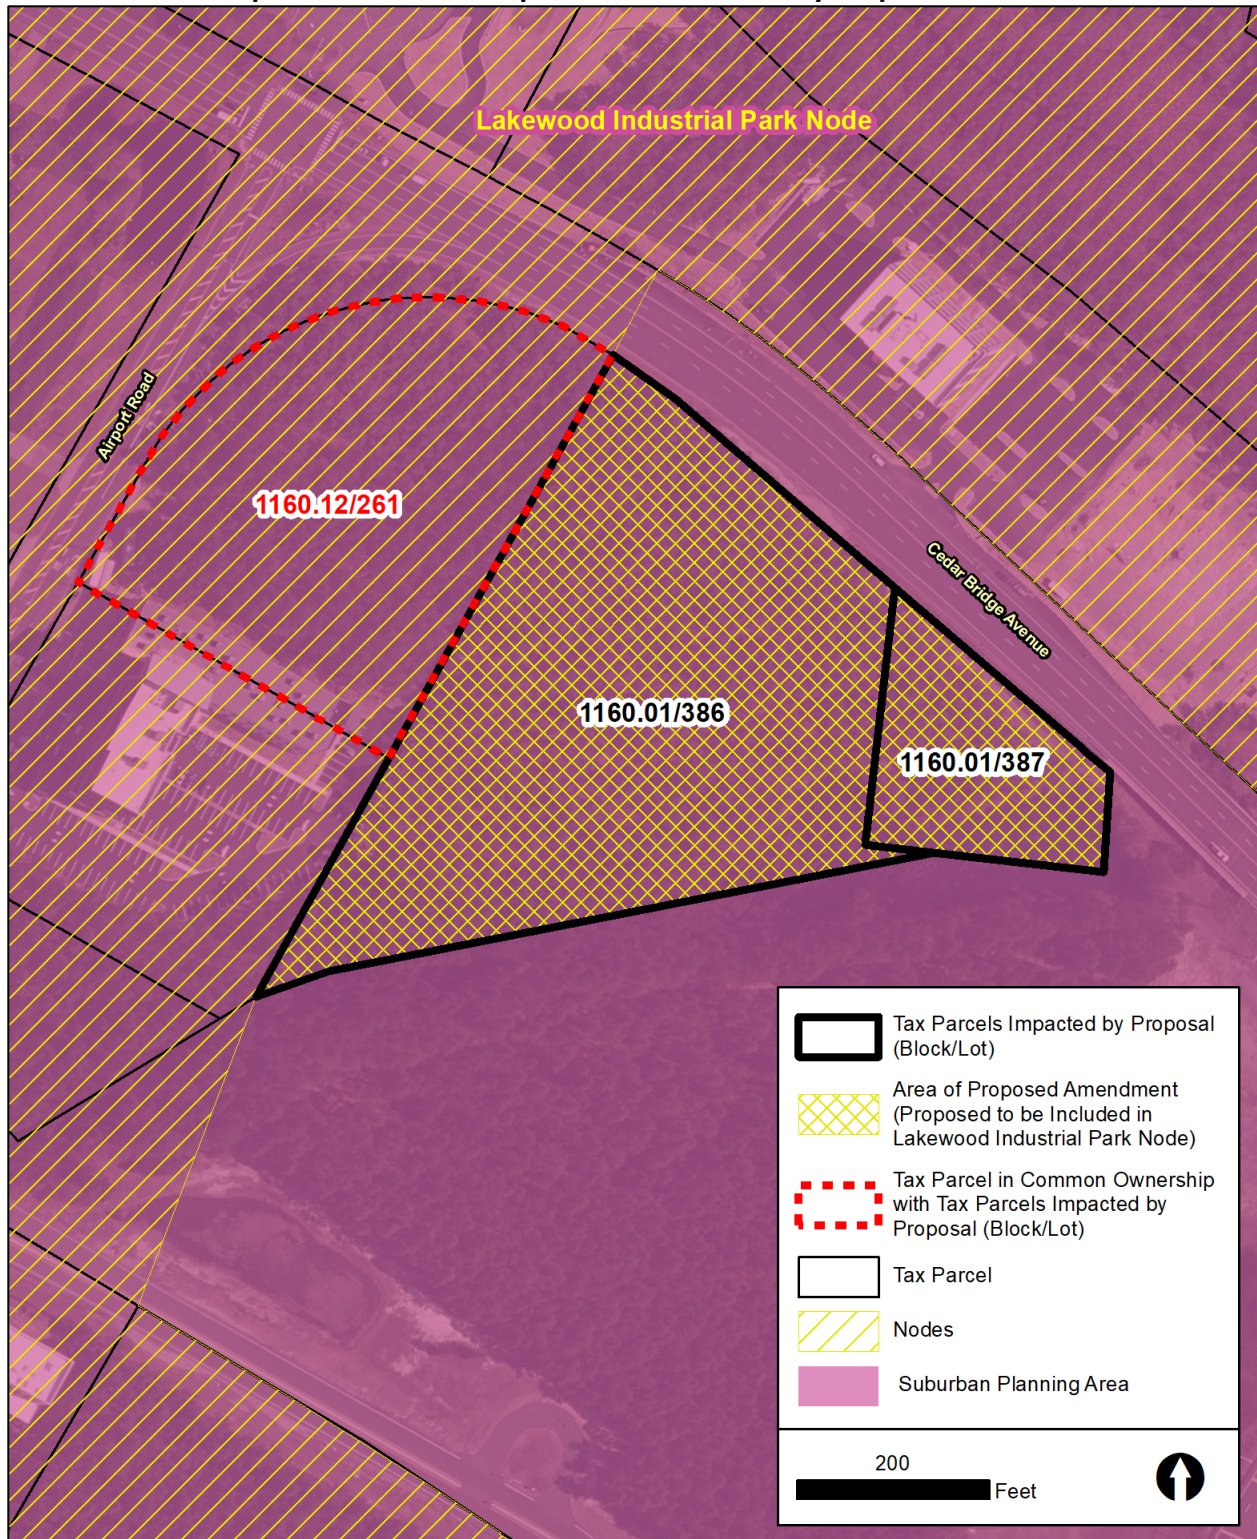 Lakewood Industrial Park Node
Airport Road
1160.12/261
Cedar Bridge Avenue
1160.01/386
1160.01/387
Tax Parcels Impacted by Proposal
(Block/Lot)
Area of Proposed Amendment
(Proposed to be Included in
Lakewood Industrial Park Node)
Tax Parcel in Common Ownership
with Tax Parcels Impacted by
Proposal (Block/Lot)
Tax Parcel
Nodes
Suburban Planning Area
200
Feet